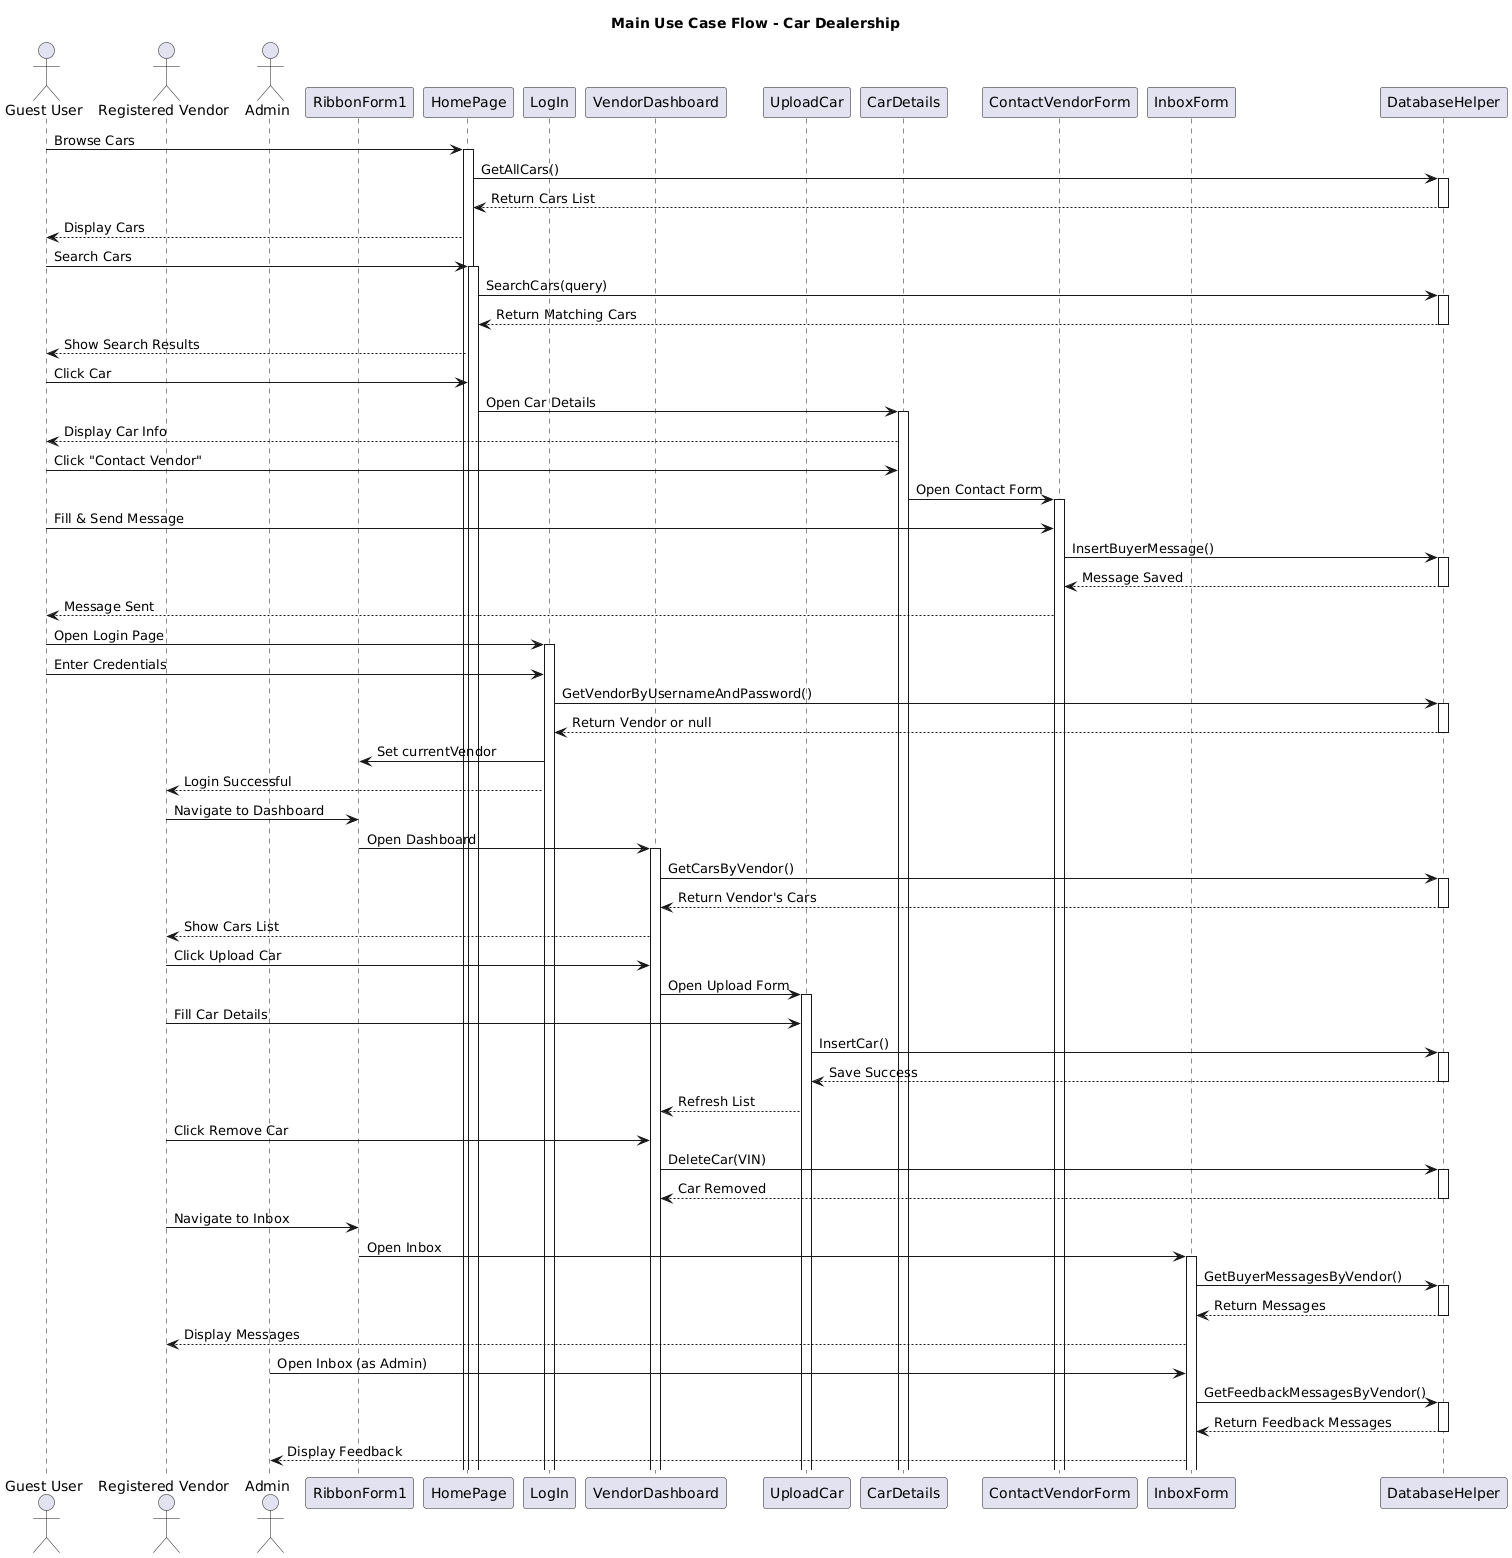 Main Use Case Flow - Car Dealership
Guest User
Registered Vendor
Admin
RibbonForm1
HomePage
LogIn
VendorDashboard
UploadCar
CarDetails
ContactVendorForm
InboxForm
DatabaseHelper
Browse Cars
GetAllCars()
Return Cars List
Display Cars
Search Cars
SearchCars(query)
Return Matching Cars
Show Search Results
Click Car
Open Car Details
Display Car Info
Click "Contact Vendor"
Open Contact Form
Fill & Send Message
InsertBuyerMessage()
Message Saved
Message Sent
Open Login Page
Enter Credentials
GetVendorByUsernameAndPassword()
Return Vendor or null
Set currentVendor
Login Successful
Navigate to Dashboard
Open Dashboard
GetCarsByVendor()
Return Vendor's Cars
Show Cars List
Click Upload Car
Open Upload Form
Fill Car Details
InsertCar()
Save Success
Refresh List
Click Remove Car
DeleteCar(VIN)
Car Removed
Navigate to Inbox
Open Inbox
GetBuyerMessagesByVendor()
Return Messages
Display Messages
Open Inbox (as Admin)
GetFeedbackMessagesByVendor()
Return Feedback Messages
Display Feedback
Guest User
Registered Vendor
Admin
RibbonForm1
HomePage
LogIn
VendorDashboard
UploadCar
CarDetails
ContactVendorForm
InboxForm
DatabaseHelper